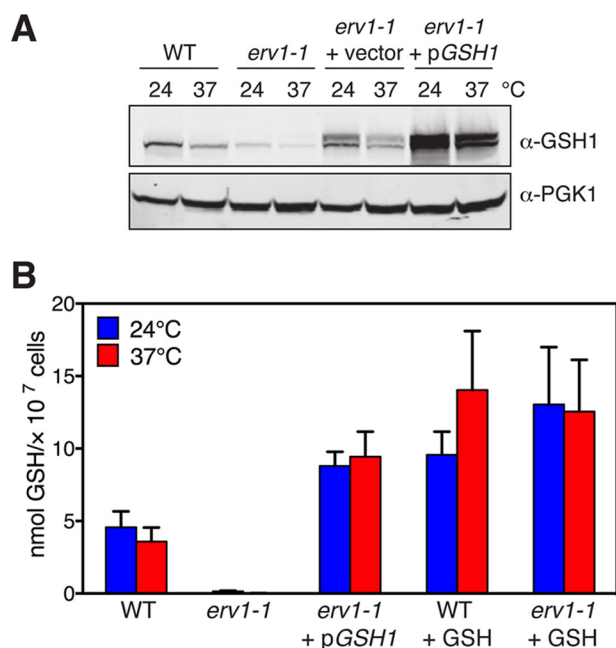 A
WT erv1-1 erv1-1 + vector erv1-1 + pGSH1
24 37 24 37 24 37 24 37 °C
α-GSH1
α-PGK1
B
20
15
10
5
0
nmol GSH/× 10 7 cells
24°C
37°C
WT erv1-1 erv1-1 WT erv1-1
+ pGSH1 + GSH + GSH